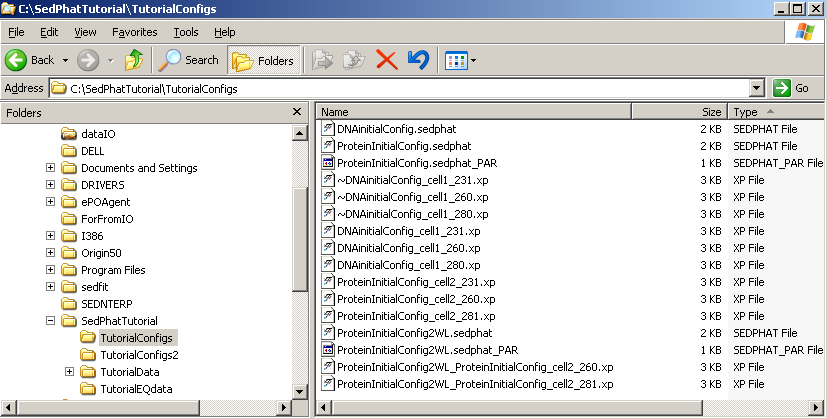 C:\SedPhatTutorial\TutorialConfigs
File Edit View Favorites Tools Help
Back Search Folders
Address C:\SedPhatTutorial\TutorialConfigs Go
Folders
dataIO
DELL
Documents and Settings
DRIVERS
ePOAgent
ForFromIO
I386
Origin50
Program Files
sedfit
SEDNTERP
SedPhatTutorial
TutorialConfigs
TutorialConfigs2
TutorialData
TutorialEQdata
Name Size Type
DNAinitialConfig.sedphat 2 KB SEDPHAT File
ProteinInitialConfig.sedphat 2 KB SEDPHAT File
ProteinInitialConfig.sedphat_PAR 1 KB SEDPHAT_PAR File
~DNAinitialConfig_cell1_231.xp 3 KB XP File
~DNAinitialConfig_cell1_260.xp 3 KB XP File
~DNAinitialConfig_cell1_280.xp 3 KB XP File
DNAinitialConfig_cell1_231.xp 3 KB XP File
DNAinitialConfig_cell1_260.xp 3 KB XP File
DNAinitialConfig_cell1_280.xp 3 KB XP File
ProteinInitialConfig_cell2_231.xp 3 KB XP File
ProteinInitialConfig_cell2_260.xp 3 KB XP File
ProteinInitialConfig_cell2_281.xp 3 KB XP File
ProteinInitialConfig2WL.sedphat 2 KB SEDPHAT File
ProteinInitialConfig2WL.sedphat_PAR 1 KB SEDPHAT_PAR File
ProteinInitialConfig2WL_ProteinInitialConfig_cell2_260.xp 3 KB XP File
ProteinInitialConfig2WL_ProteinInitialConfig_cell2_281.xp 3 KB XP File